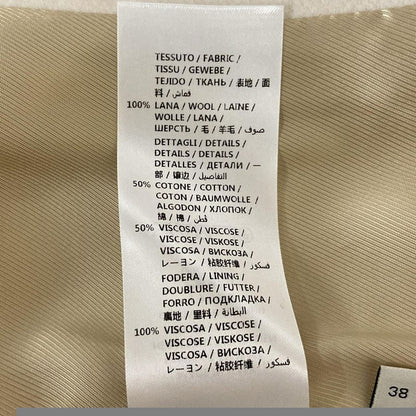 TESSUTO / FABRIC /
TISSU / GEWEBE /
TEJIDO / ТКАНЬ / 表地 / 面
料 / قماش
100% LANA / WOOL / LAINE /
WOLLE / LANA /
ШЕРСТЬ / 毛 / 羊毛 / صوف
DETTAGLI / DETAILS /
DETAILS / DETAILS /
DETALLES / ДЕТАЛИ / 一
部 / 镶边 / التفاصيل
50% COTONE / COTTON /
COTON / BAUMWOLLE /
ALGODON / ХЛОПОК /
綿 / 棉 / قطن
50% VISCOSA / VISCOSE /
VISCOSE / VISKOSE /
VISCOSA / ВИСКОЗА /
レーヨン / 粘胶纤维 / فسكوز
FODERA / LINING /
DOUBLURE / FUTTER /
FORRO / ПОДКЛАДКА /
裏地 / 里料 / البطانة
100% VISCOSA / VISCOSE /
VISCOSE / VISKOSE /
VISCOSA / ВИСКОЗА /
レーヨン / 粘胶纤维 / فسكوز
38